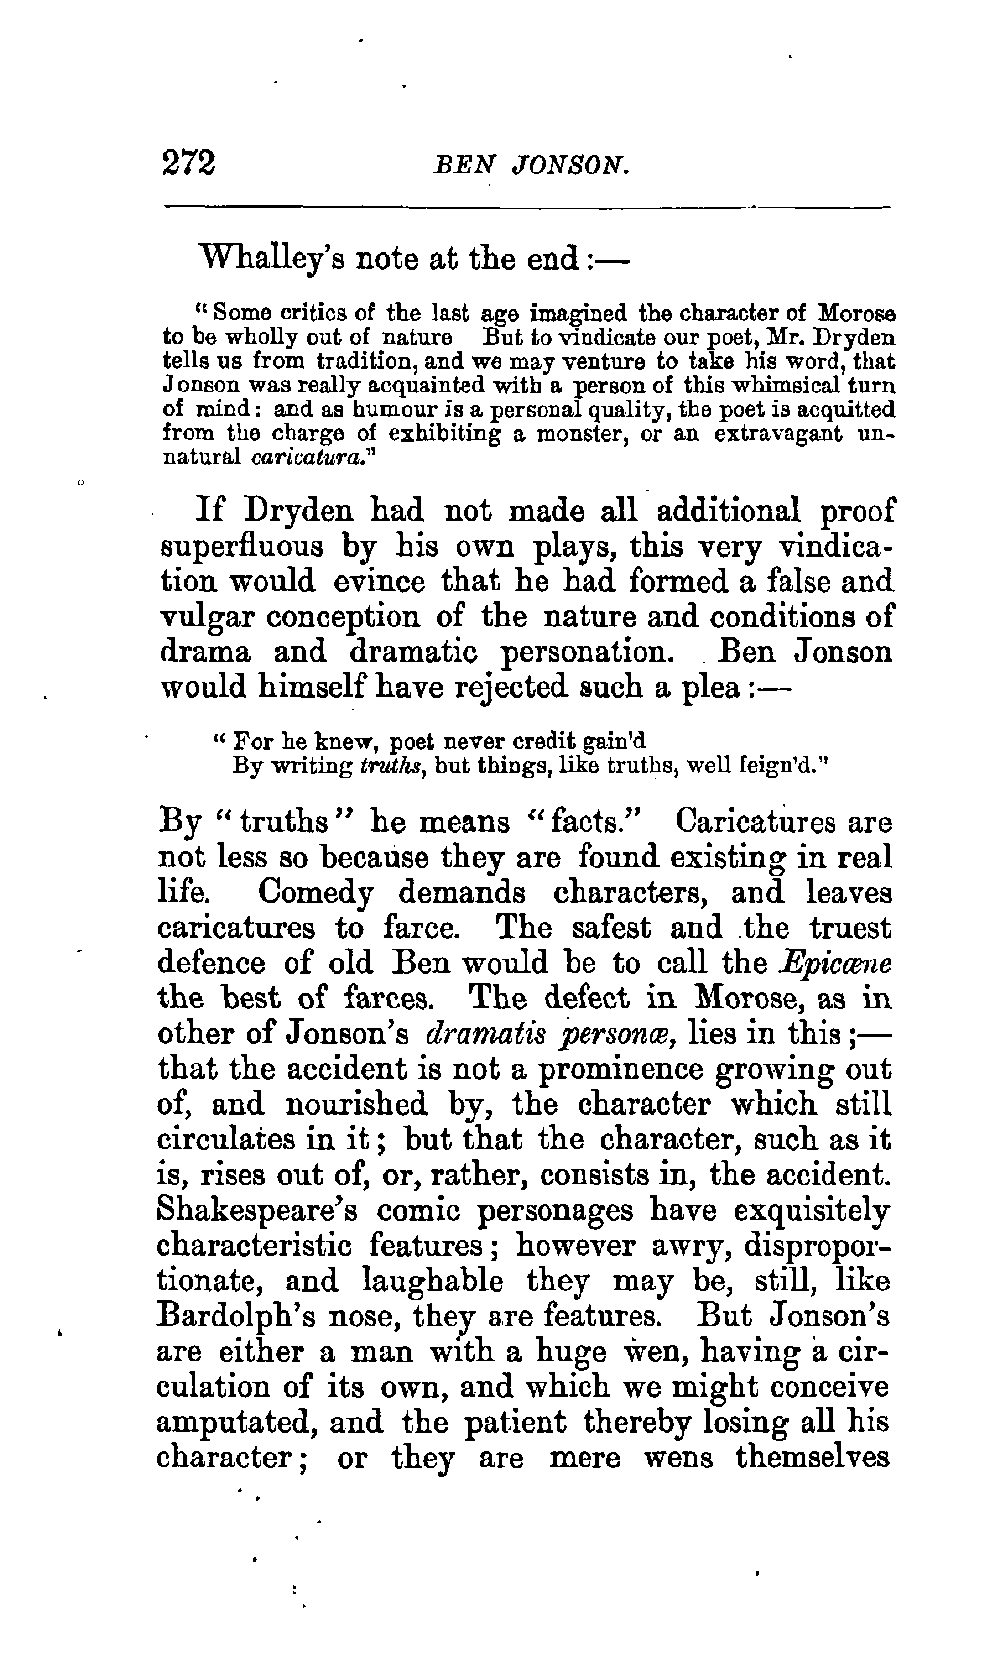 272 BEN JONSON.
Whalley's note at the end :—
“ Some critics of the last age imagined the character of Morose
to be wholly out of nature But to vindicate our poet, Mr. Dryden
tells us from tradition, and we may venture to take his word, that
Jonson was really acquainted with a person of this whimsical turn
of mind: and as humour is a personal quality, the poet is acquitted
from the charge of exhibiting a monster, or an extravagant un-
natural caricatura.”
If Dryden had not made all additional proof
superfluous by his own plays, this very vindica-
tion would evince that he had formed a false and
vulgar conception of the nature and conditions of
drama and dramatic personation. Ben Jonson
would himself have rejected such a plea :—
“ For he knew, poet never credit gain'd
By writing truths, but things, like truths, well feign'd.”
By “ truths ” he means “ facts.” Caricatures are
not less so because they are found existing in real
life. Comedy demands characters, and leaves
caricatures to farce. The safest and the truest
defence of old Ben would be to call the Epicœne
the best of farces. The defect in Morose, as in
other of Jonson's dramatis personæ, lies in this ;—
that the accident is not a prominence growing out
of, and nourished by, the character which still
circulates in it ; but that the character, such as it
is, rises out of, or, rather, consists in, the accident.
Shakespeare's comic personages have exquisitely
characteristic features ; however awry, dispropor-
tionate, and laughable they may be, still, like
Bardolph's nose, they are features. But Jonson's
are either a man with a huge wen, having a cir-
culation of its own, and which we might conceive
amputated, and the patient thereby losing all his
character ; or they are mere wens themselves